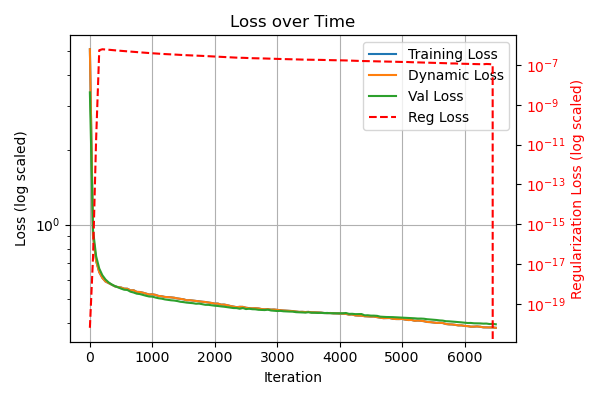 Loss over Time
Training Loss
Dynamic Loss
Val Loss
Reg Loss
Loss (log scaled)
10⁰
10⁻⁷
10⁻⁹
10⁻¹¹
10⁻¹³
10⁻¹⁵
10⁻¹⁷
10⁻¹⁹
Regularization Loss (log scaled)
0 1000 2000 3000 4000 5000 6000
Iteration